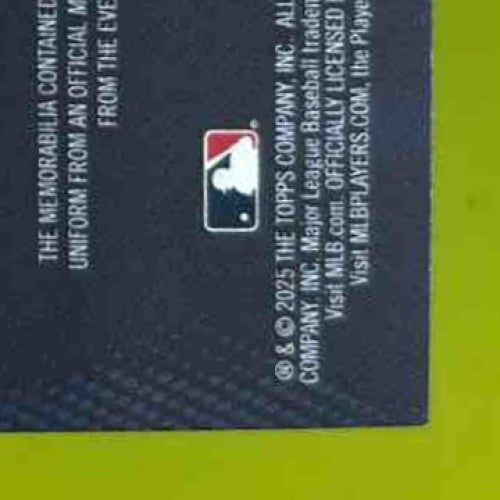 THE MEMORABILIA CONTAINED
UNIFORM FROM AN OFFICIAL M
FROM THE EVE
® & © 2025 THE TOPPS COMPANY, INC. ALL
COMPANY, INC. Major League Baseball tradem
Visit MLB.com. OFFICIALLY LICENSED
Visit MLBPLAYERS.COM, the Playe